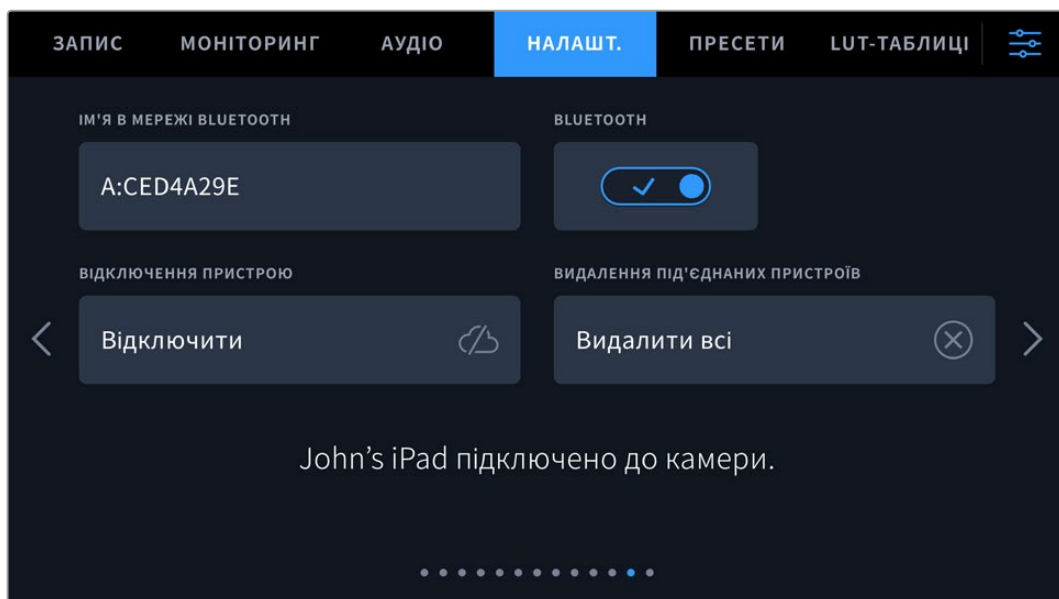 ЗАПИС МОНІТОРИНГ АУДІО НАЛАШТ. ПРЕСЕТИ LUT-ТАБЛИЦІ
ІМ'Я В МЕРЕЖІ BLUETOOTH BLUETOOTH
A:CED4A29E
ВІДКЛЮЧЕННЯ ПРИСТРОЮ ВИДАЛЕННЯ ПІД'ЄДНАНИХ ПРИСТРОЇВ
Відключити Видалити всі
John’s iPad підключено до камери.